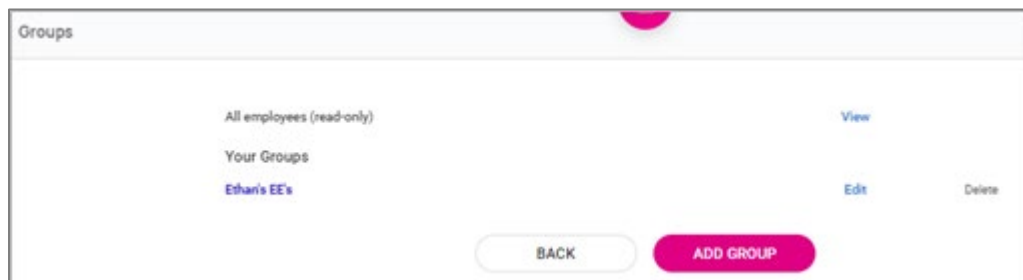 Groups
All employees (read-only) View
Your Groups
Ethan's EE's Edit Delete
BACK ADD GROUP